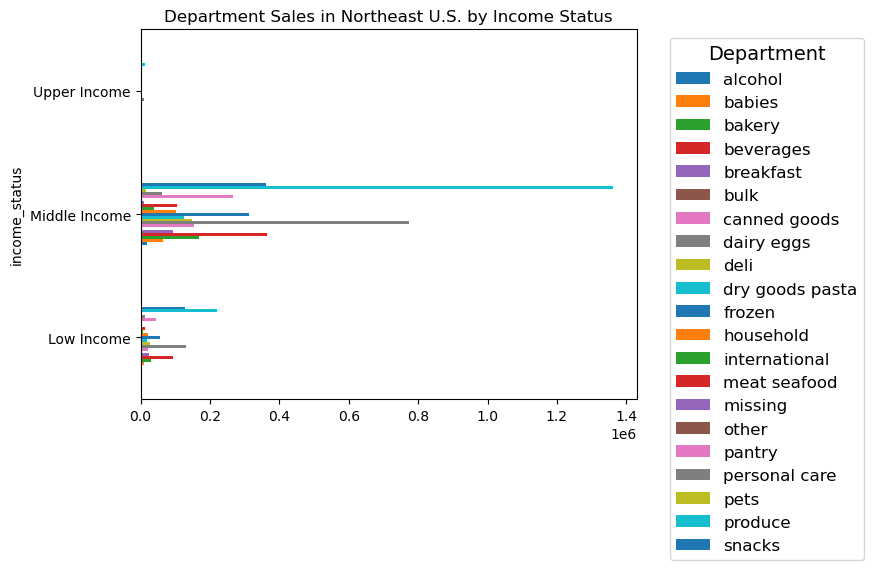 Department Sales in Northeast U.S. by Income Status
income_status
Upper Income
Middle Income
Low Income
0.0 0.2 0.4 0.6 0.8 1.0 1.2 1.4
1e6
Department
alcohol
babies
bakery
beverages
breakfast
bulk
canned goods
dairy eggs
deli
dry goods pasta
frozen
household
international
meat seafood
missing
other
pantry
personal care
pets
produce
snacks